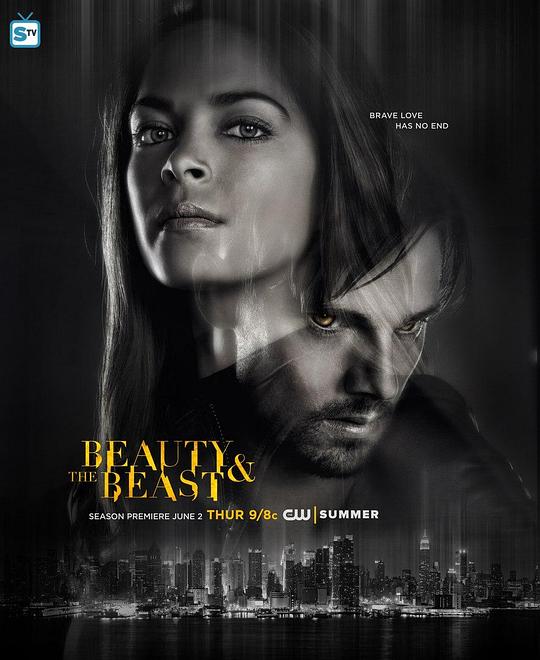 STV
BRAVE LOVE
HAS NO END
BEAUTY &
THE BEAST
SEASON PREMIERE JUNE 2 THUR 9/8c CW | SUMMER